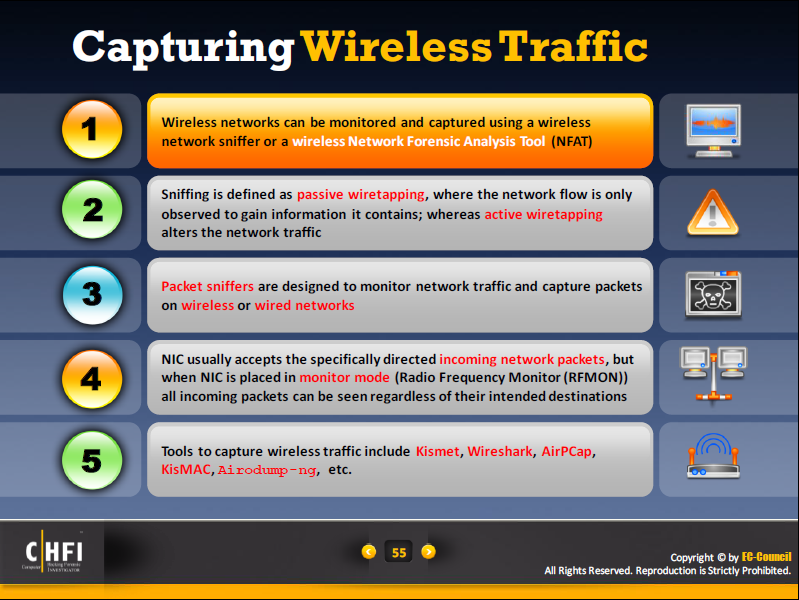 Capturing Wireless Traffic
1
Wireless networks can be monitored and captured using a wireless
network sniffer or a wireless Network Forensic Analysis Tool (NFAT)
2
Sniffing is defined as passive wiretapping, where the network flow is only
observed to gain information it contains; whereas active wiretapping
alters the network traffic
3
Packet sniffers are designed to monitor network traffic and capture packets
on wireless or wired networks
4
NIC usually accepts the specifically directed incoming network packets, but
when NIC is placed in monitor mode (Radio Frequency Monitor (RFMON))
all incoming packets can be seen regardless of their intended destinations
5
Tools to capture wireless traffic include Kismet, Wireshark, AirPCap,
KisMAC, Airodump-ng, etc.
CHFI
Computer Hacking Forensic
INVESTIGATOR
55
Copyright © by EC-Council
All Rights Reserved. Reproduction is Strictly Prohibited.